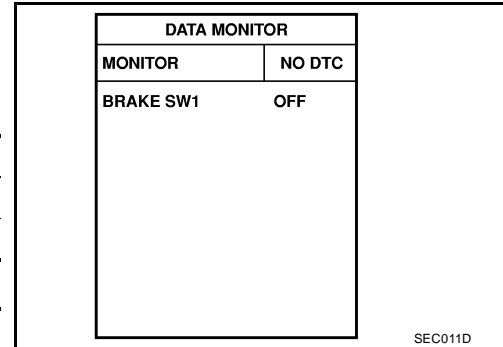 DATA MONITOR
MONITOR NO DTC
BRAKE SW1 OFF
SEC011D